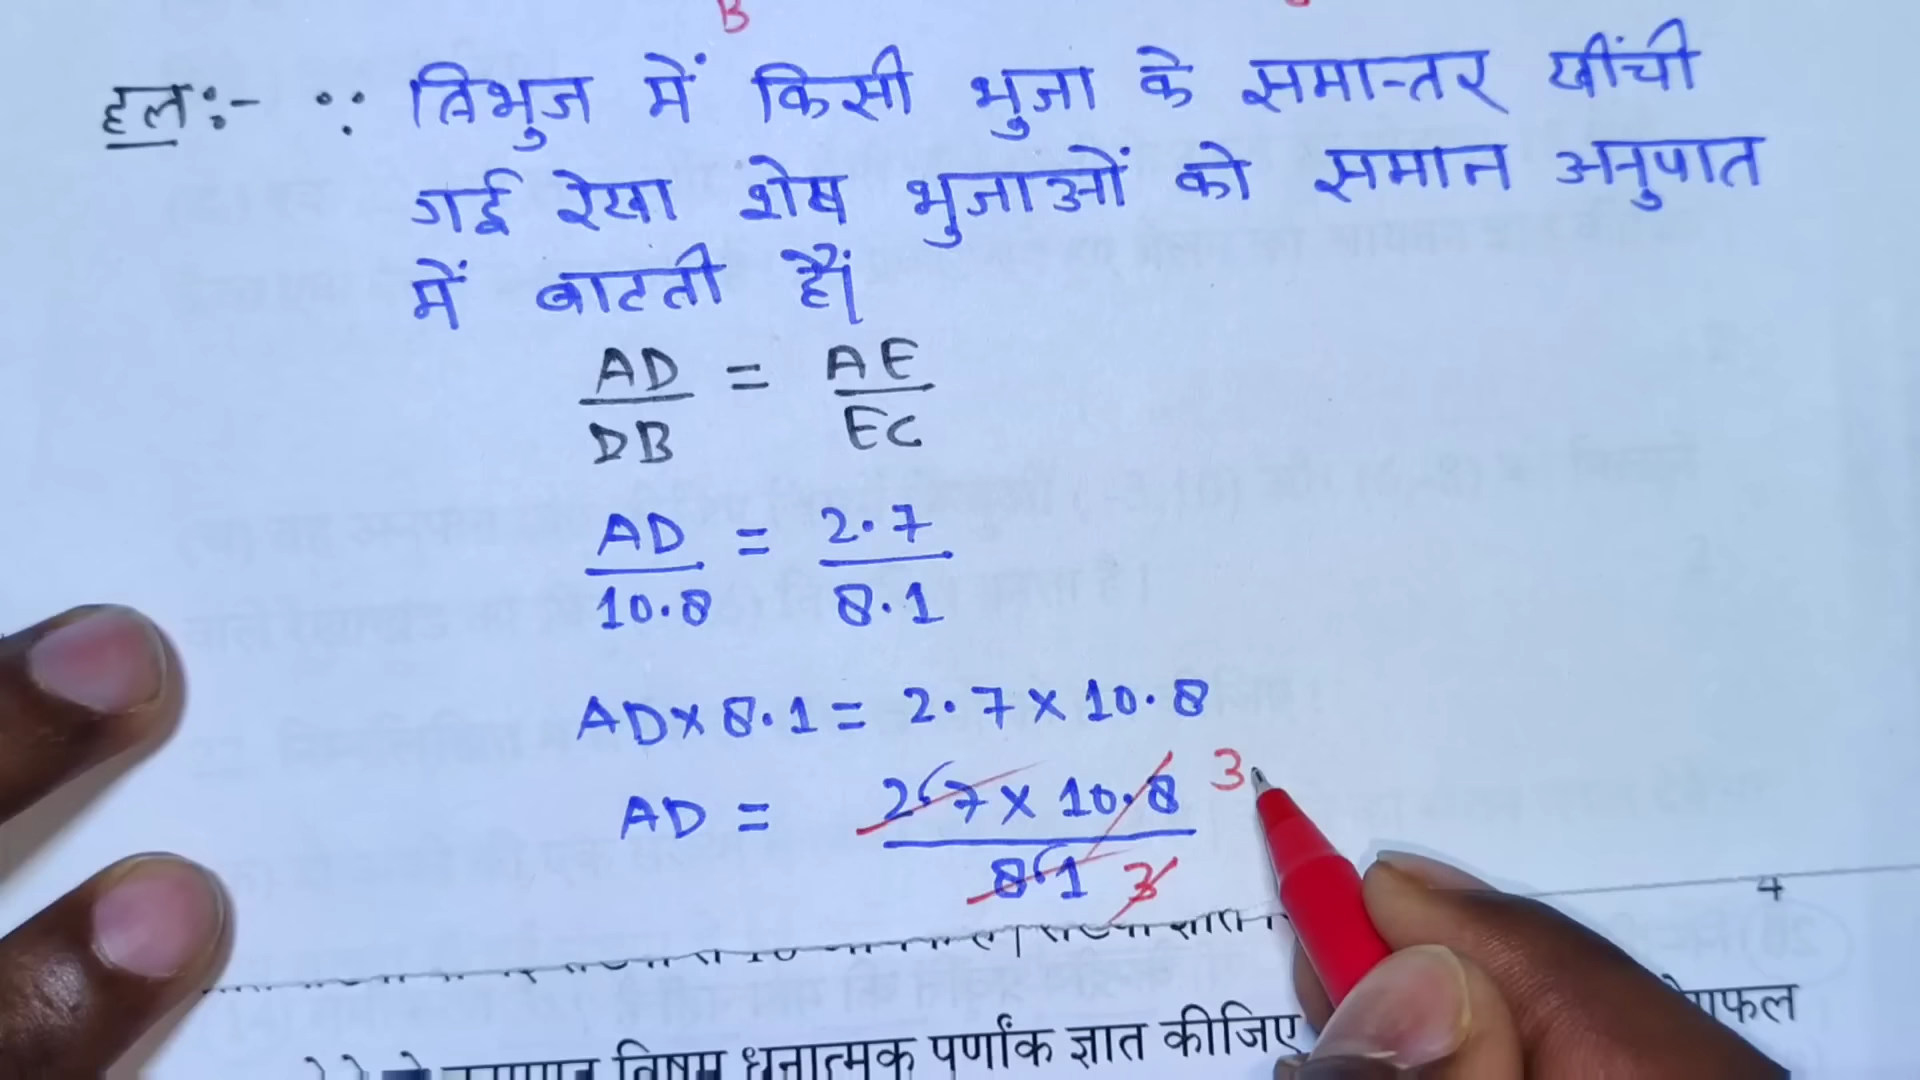 B
हल:- ∵ त्रिभुज में किसी भुजा के समान्तर खींची
गई रेखा शेष भुजाओं को समान अनुपात
में बाटती हैं।
AD/DB = AE/EC
AD/10.8 = 2.7/8.1
AD×8.1 = 2.7×10.8
AD = 2.7×10.8/8.1 3 3
4
विषम धनात्मक पूर्णांक ज्ञात कीजिए